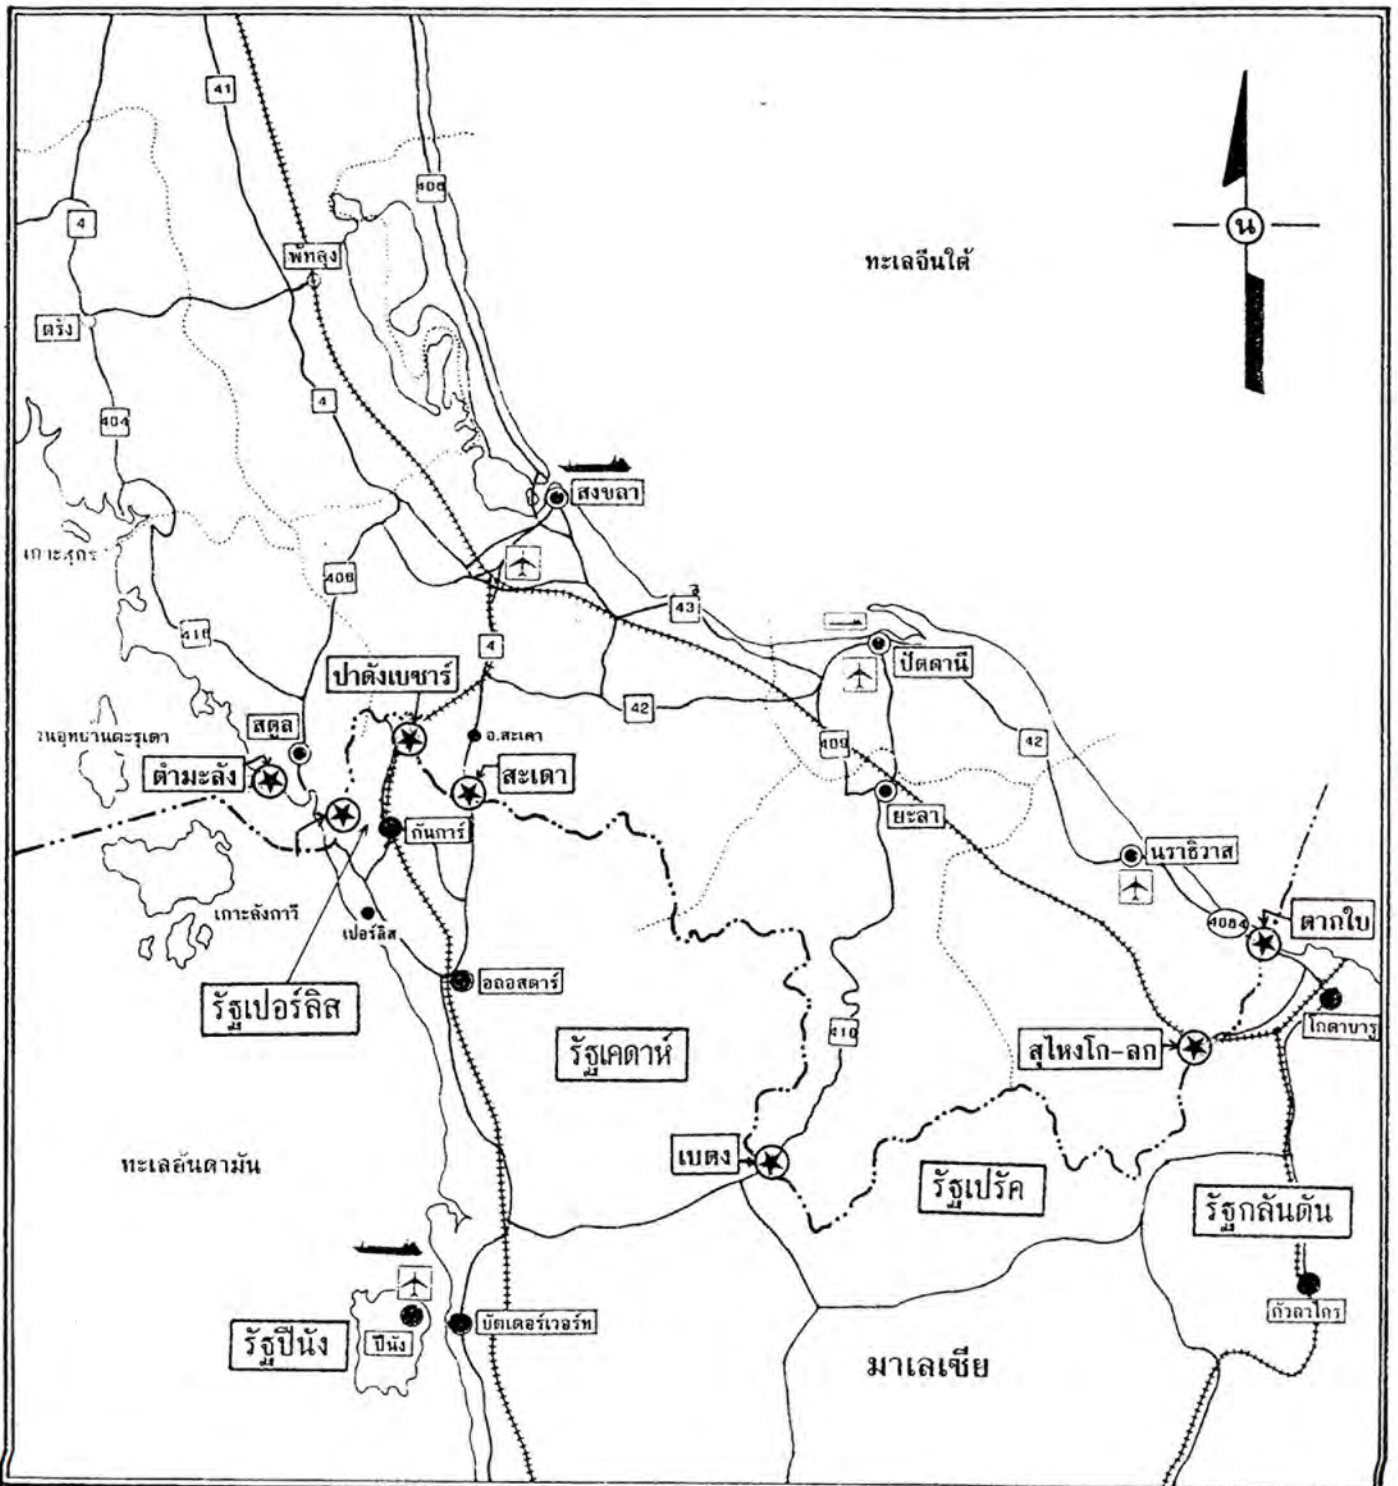 41
408
4
น
พัทลุง
ทะเลจีนใต้
ตรัง
4
404
สงขลา
เกาะสุกร
406
43
416
4
ปัตตานี
ปาดังเบซาร์
42
สตูล
อ.สะเดา
409
42
ตำมะลัง
สะเดา
ยะลา
กันการ์
นราธิวาส
เกาะลังกาวี
เปอร์ลิส
4084
ตากใบ
อลอสตาร์
รัฐเปอร์ลิส
โกตาบารู
รัฐเคดาห์
410
สุไหงโก-ลก
ทะเลอันดามัน
เบตง
รัฐเปรัค
รัฐกลันตัน
กัวลาไกร
บัตเตอร์เวอร์ท
รัฐปีนัง
ปีนัง
มาเลเซีย